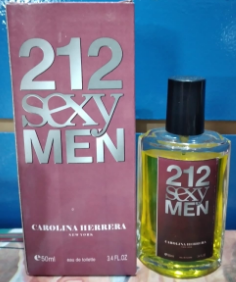 212
sexy
MEN
CAROLINA HERRERA
NEW YORK
℮50ml eau de toilette 3.4 FL.OZ
212
sexy
MEN
CAROLINA HERRERA